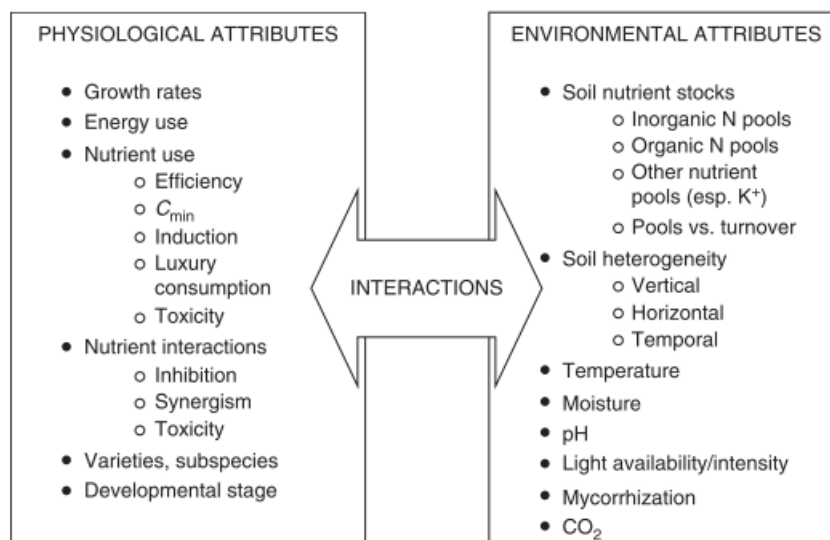 PHYSIOLOGICAL ATTRIBUTES
• Growth rates
• Energy use
• Nutrient use
○ Efficiency
○ Cmin
○ Induction
○ Luxury
consumption
○ Toxicity
• Nutrient interactions
○ Inhibition
○ Synergism
○ Toxicity
• Varieties, subspecies
• Developmental stage
INTERACTIONS
ENVIRONMENTAL ATTRIBUTES
• Soil nutrient stocks
○ Inorganic N pools
○ Organic N pools
○ Other nutrient
pools (esp. K⁺)
○ Pools vs. turnover
• Soil heterogeneity
○ Vertical
○ Horizontal
○ Temporal
• Temperature
• Moisture
• pH
• Light availability/intensity
• Mycorrhization
• CO₂